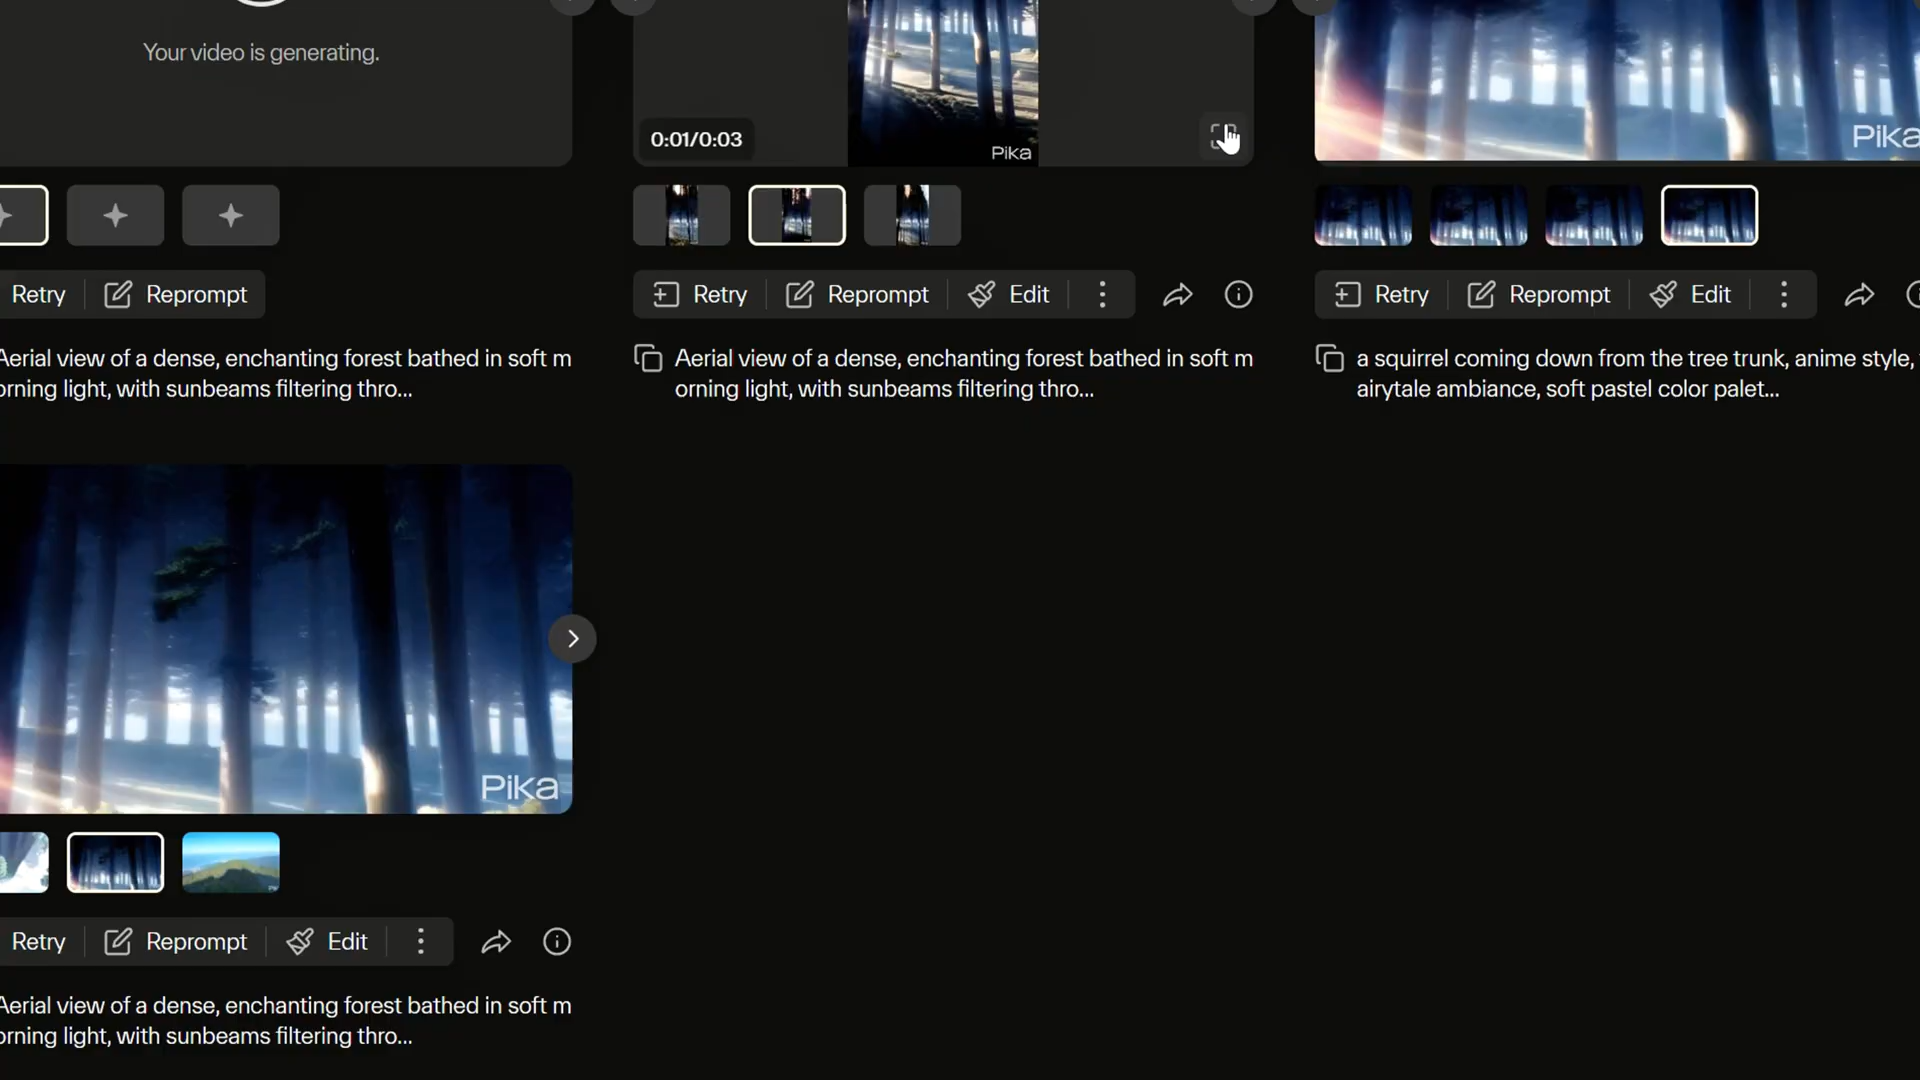 Your video is generating.
0:01/0:03
Pika
Pika
Retry
Reprompt
Retry
Reprompt
Edit
Retry
Reprompt
Edit
Aerial view of a dense, enchanting forest bathed in soft m
orning light, with sunbeams filtering thro...
Aerial view of a dense, enchanting forest bathed in soft m
orning light, with sunbeams filtering thro...
a squirrel coming down from the tree trunk, anime style,
airytale ambiance, soft pastel color palet...
Pika
Retry
Reprompt
Edit
Aerial view of a dense, enchanting forest bathed in soft m
orning light, with sunbeams filtering thro...